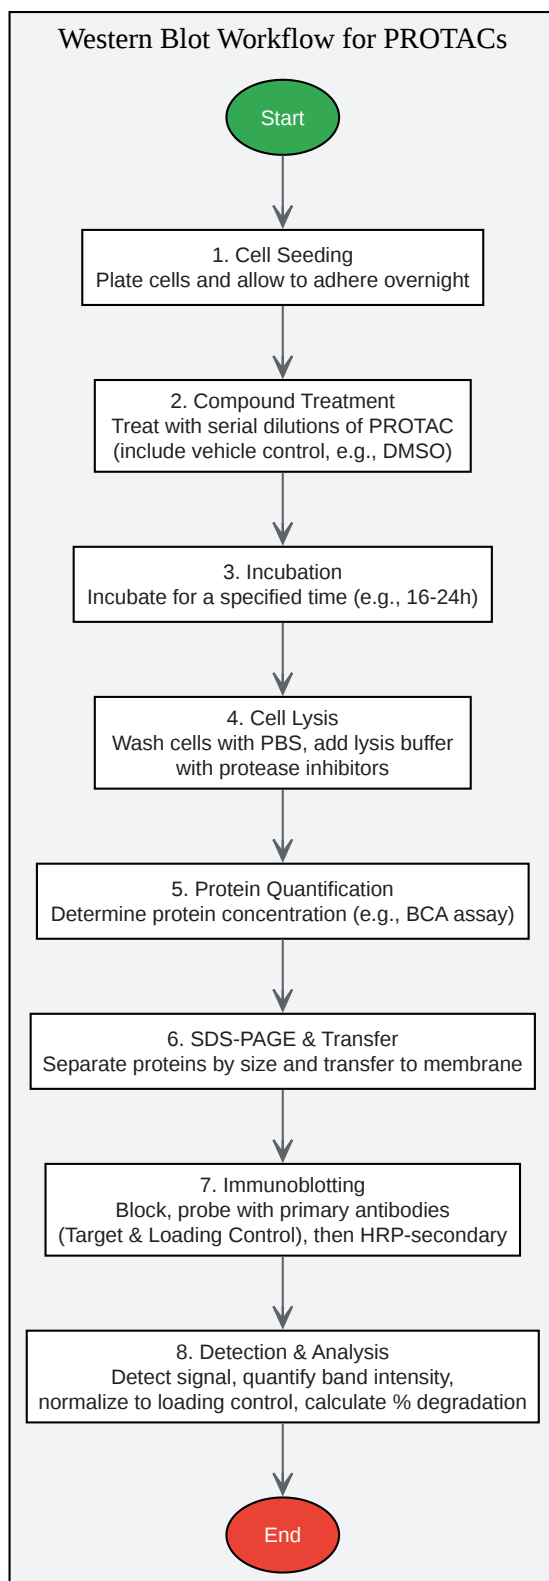 Western Blot Workflow for PROTACs
Start
1. Cell Seeding
Plate cells and allow to adhere overnight
2. Compound Treatment
Treat with serial dilutions of PROTAC
(include vehicle control, e.g., DMSO)
3. Incubation
Incubate for a specified time (e.g., 16-24h)
4. Cell Lysis
Wash cells with PBS, add lysis buffer
with protease inhibitors
5. Protein Quantification
Determine protein concentration (e.g., BCA assay)
6. SDS-PAGE & Transfer
Separate proteins by size and transfer to membrane
7. Immunoblotting
Block, probe with primary antibodies
(Target & Loading Control), then HRP-secondary
8. Detection & Analysis
Detect signal, quantify band intensity,
normalize to loading control, calculate % degradation
End